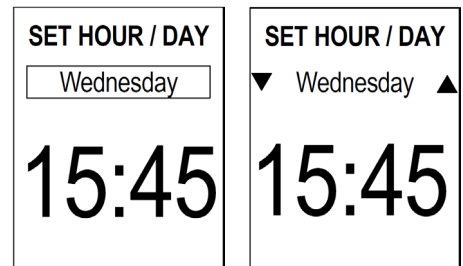 SET HOUR / DAY
Wednesday
15:45
SET HOUR / DAY
▼ Wednesday ▲
15:45